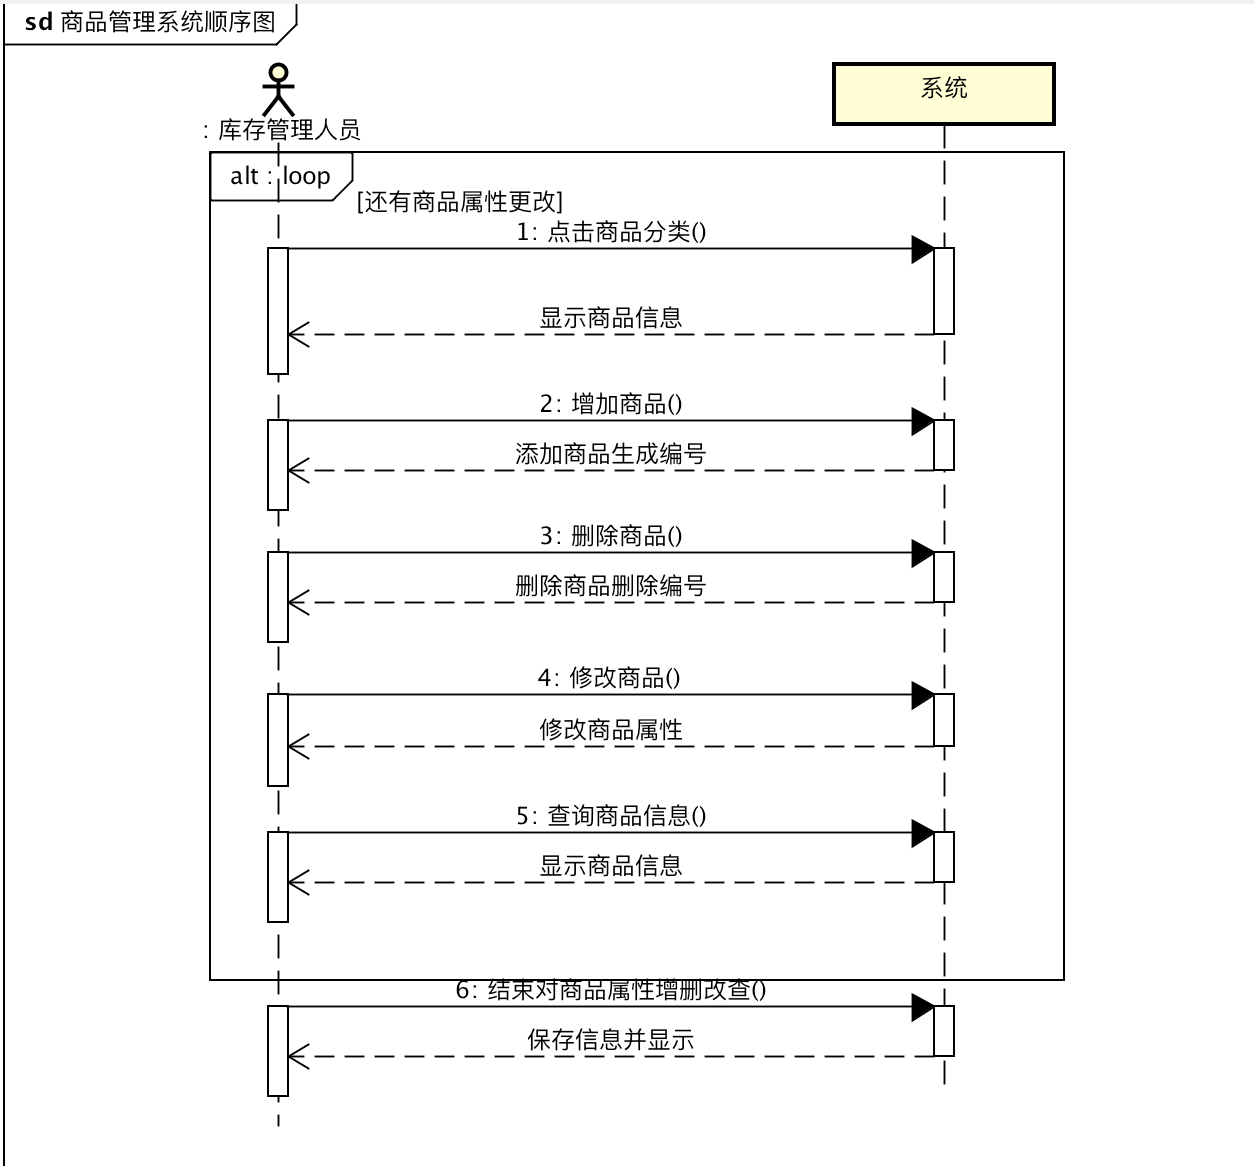 sd 商品管理系统顺序图
系统
: 库存管理人员
alt : loop
[还有商品属性更改]
1: 点击商品分类()
显示商品信息
2: 增加商品()
添加商品生成编号
3: 删除商品()
删除商品删除编号
4: 修改商品()
修改商品属性
5: 查询商品信息()
显示商品信息
6: 结束对商品属性增删改查()
保存信息并显示